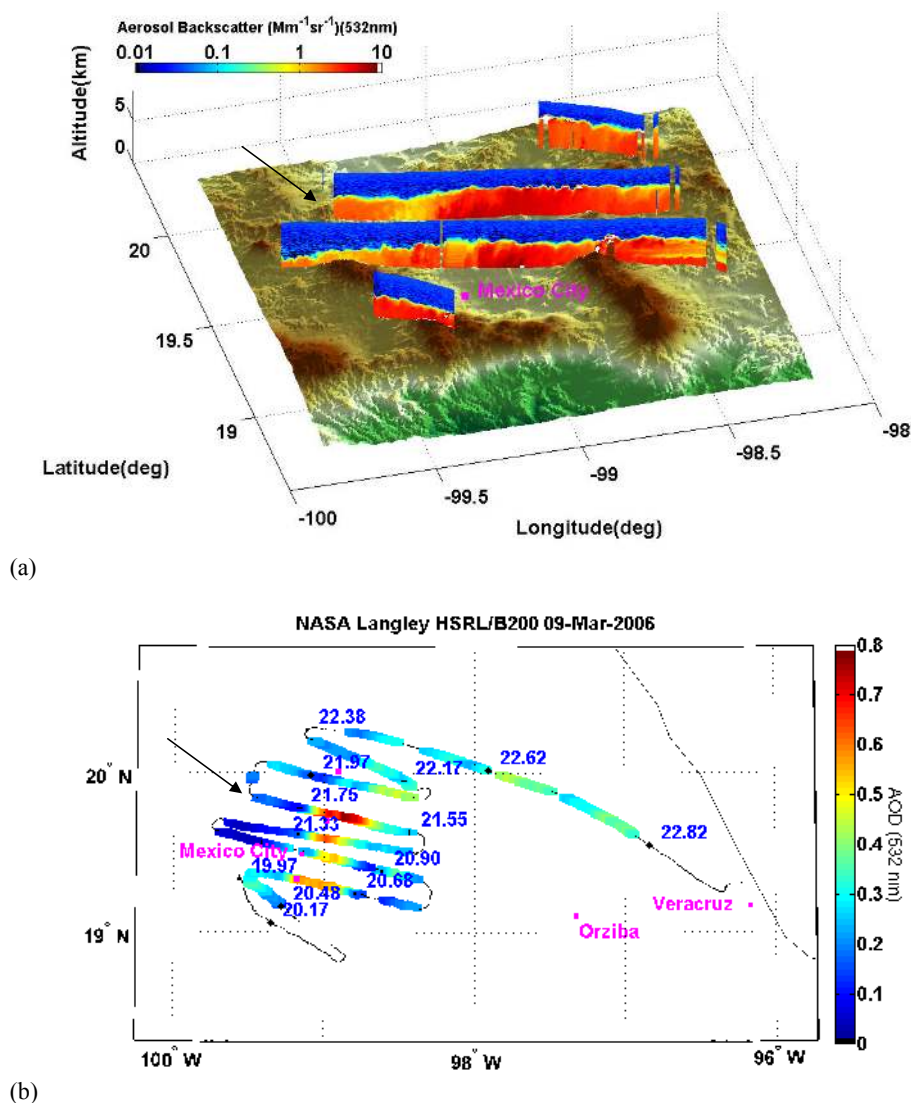 Aerosol Backscatter (Mm⁻¹sr⁻¹)(532nm)
0.01 0.1 1 10
Altitude(km)
5
0
20
19.5
19
Mexico City
Latitude(deg)
-100
-99.5
-99
-98.5
-98
Longitude(deg)
(a)
NASA Langley HSRL/B200 09-Mar-2006
22.38
21.97
22.17
22.62
21.75
21.55
21.33
22.82
Mexico City
20.90
19.97
20.68
20.48
20.17
Veracruz
Orziba
20° N
19° N
100° W
98° W
96° W
0.8
0.7
0.6
0.5
0.4
0.3
0.2
0.1
0
AOD (532 nm)
(b)